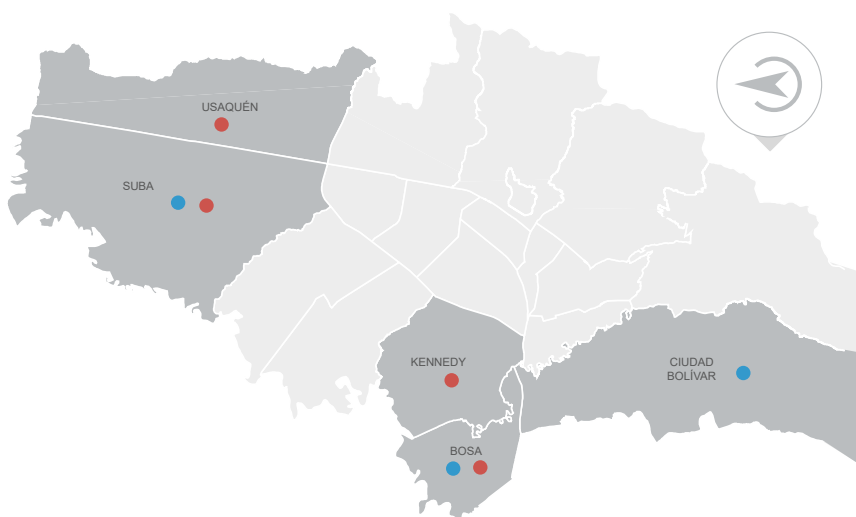 USAQUÉN
SUBA
KENNEDY
CIUDAD
BOLÍVAR
BOSA